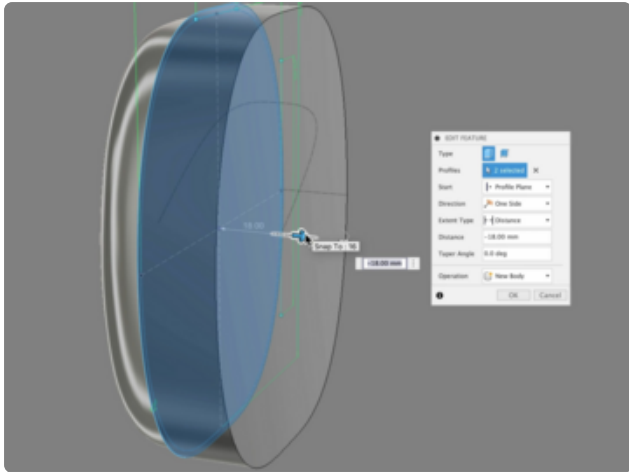 EDIT FEATURE
Type
Profiles 2 selected
Start Profile Plane
Direction One Side
Extent Type Distance
Distance -18.00 mm
Taper Angle 0.0 deg
Operation New Body
OK Cancel
18.00
Snap To : 16
-18.00 mm